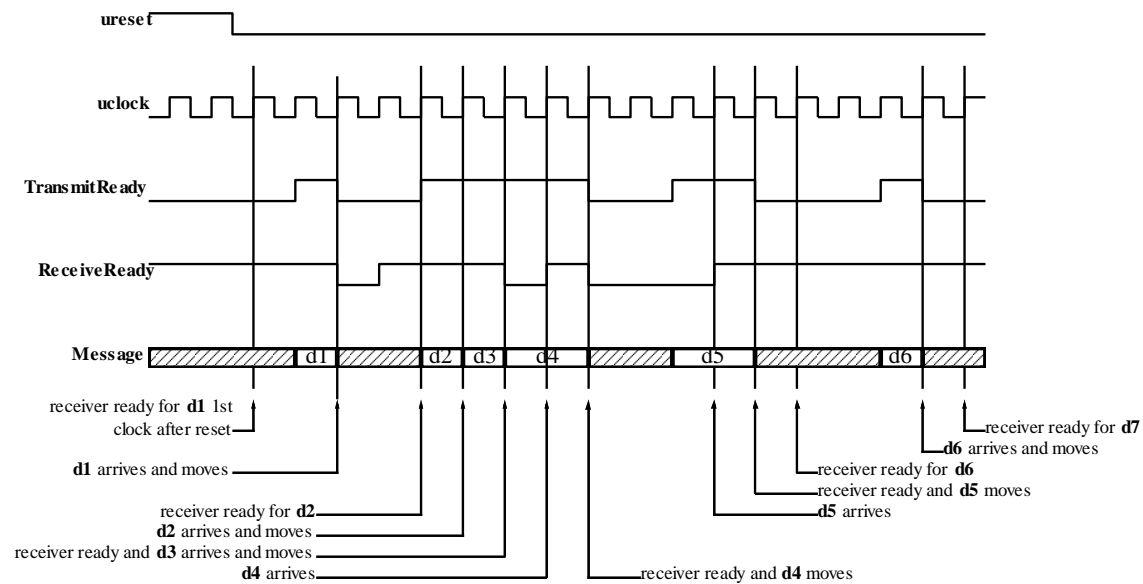 ureset
uclock
TransmitReady
ReceiveReady
Message
d1
d2
d3
d4
d5
d6
receiver ready for d1 1st
clock after reset
d1 arrives and moves
receiver ready for d2
d2 arrives and moves
receiver ready and d3 arrives and moves
d4 arrives
receiver ready and d4 moves
d5 arrives
receiver ready and d5 moves
receiver ready for d6
d6 arrives and moves
receiver ready for d7